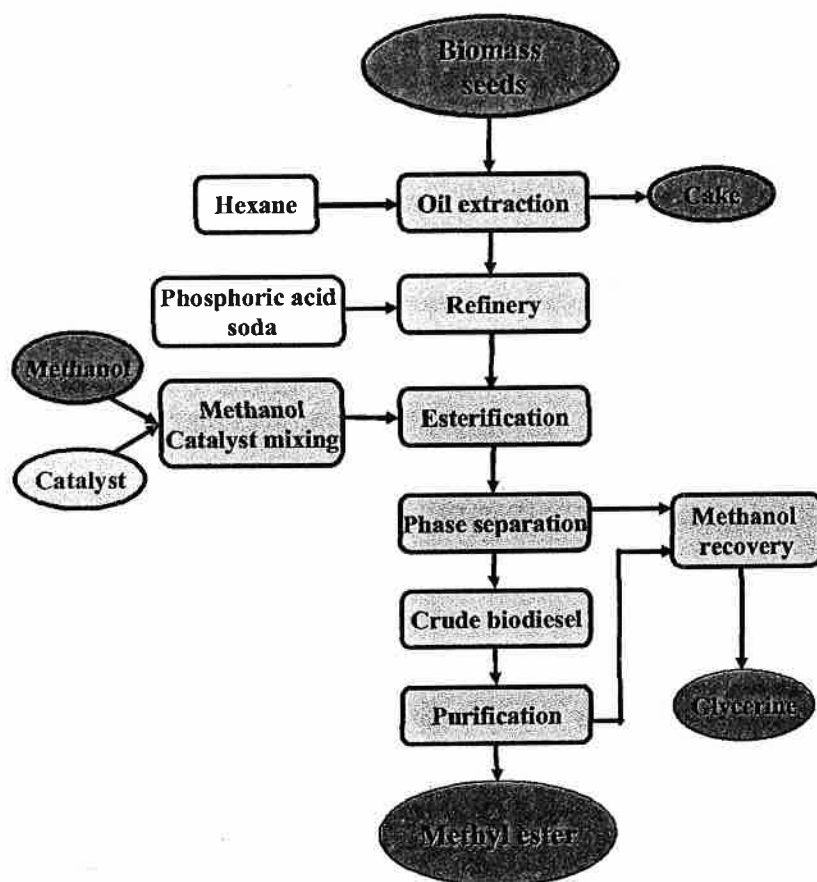 Biomass
seeds
Hexane
Oil extraction
Cake
Phosphoric acid
soda
Refinery
Methanol
Methanol
Catalyst mixing
Esterification
Catalyst
Phase separation
Methanol
recovery
Crude biodiesel
Purification
Glycerine
Methyl ester